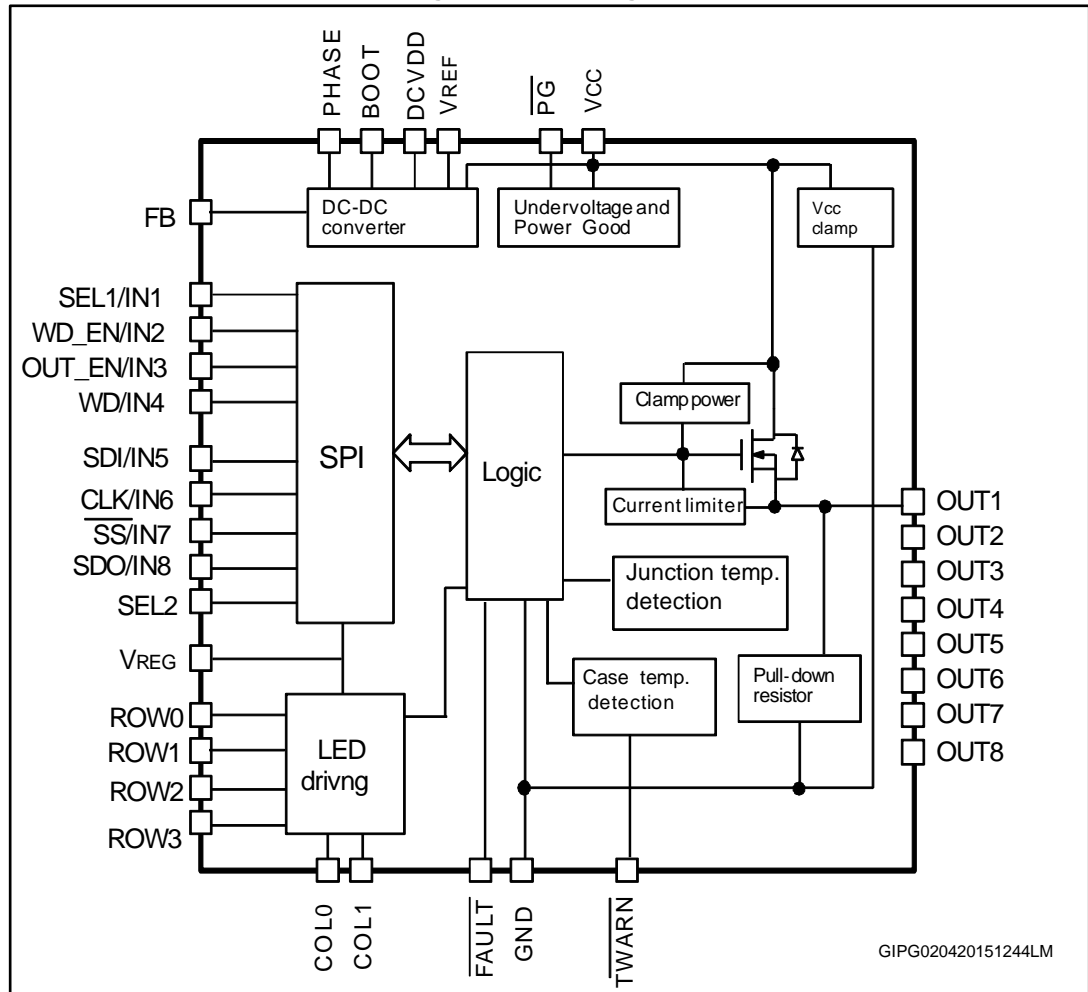 PHASE
BOOT
DCVDD
VREF
PG
VCC
FB
DC-DC
converter
Undervoltage and
Power Good
Vcc
clamp
SEL1/IN1
WD_EN/IN2
OUT_EN/IN3
WD/IN4
SDI/IN5
CLK/IN6
SS/IN7
SDO/IN8
SEL2
VREG
SPI
Logic
Clamp power
Current limiter
Junction temp.
detection
Case temp.
detection
Pull-down
resistor
OUT1
OUT2
OUT3
OUT4
OUT5
OUT6
OUT7
OUT8
ROW0
ROW1
ROW2
ROW3
LED
drivng
COL0
COL1
FAULT
GND
TWARN
GIPG020420151244LM